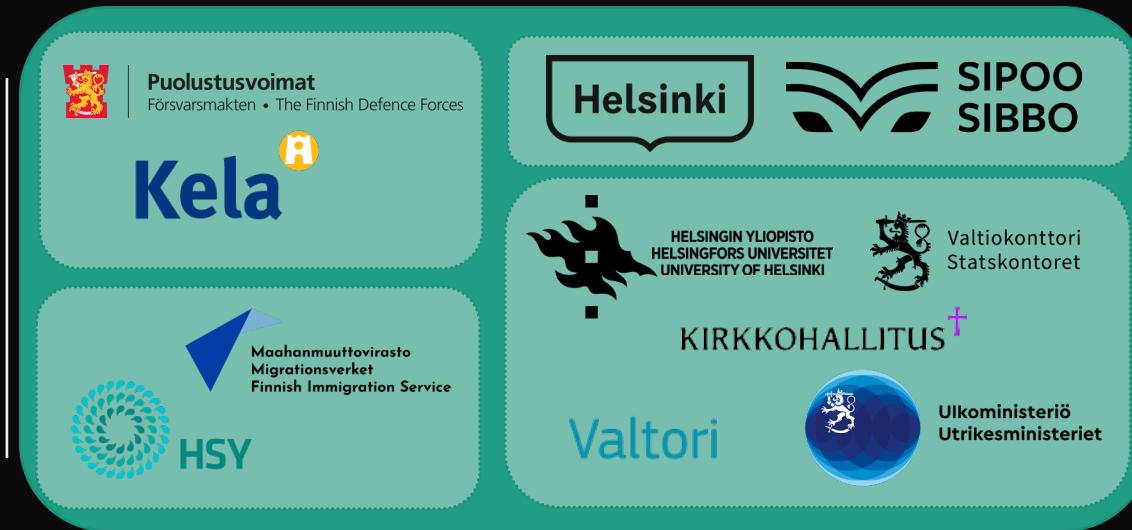 Puolustusvoimat
Försvarsmakten • The Finnish Defence Forces
Kela
Helsinki
SIPOO
SIBBO
Maahanmuuttovirasto
Migrationsverket
Finnish Immigration Service
HSY
HELSINGIN YLIOPISTO
HELSINGFORS UNIVERSITET
UNIVERSITY OF HELSINKI
Valtiokonttori
Statskontoret
KIRKKOHALLITUS
Valtori
Ulkoministeriö
Utrikesministeriet